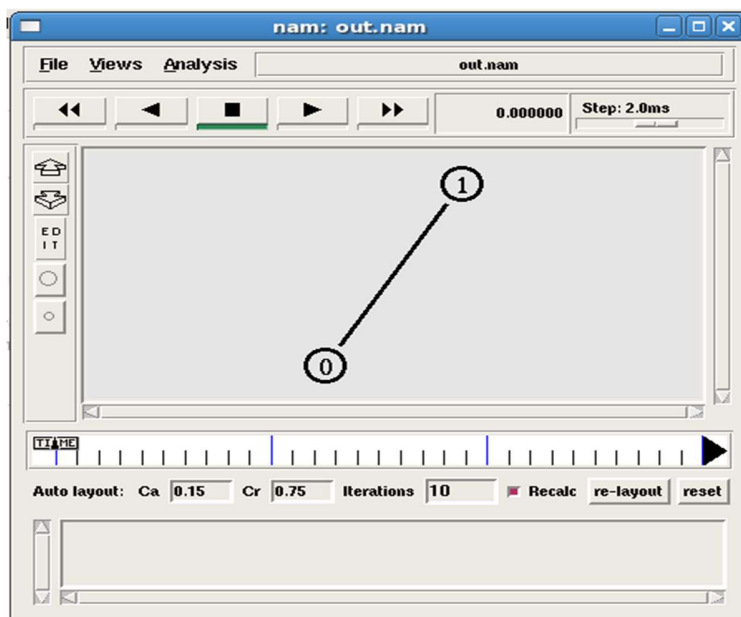 nam: out.nam
File Views Analysis out.nam
0.000000 Step: 2.0ms
1
ED
IT
0
TIME
Auto layout: Ca 0.15 Cr 0.75 Iterations 10 Recalc re-layout reset